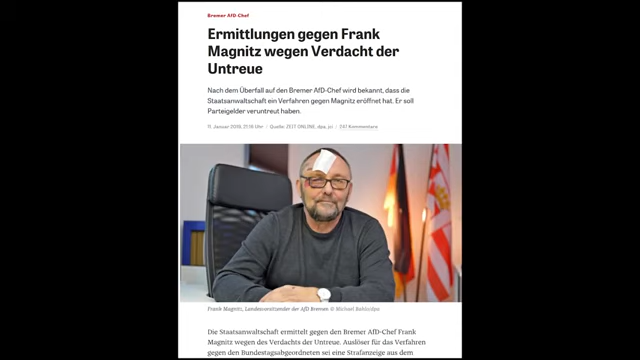 Bremer AfD-Chef
Ermittlungen gegen Frank
Magnitz wegen Verdacht der
Untreue
Nach dem Überfall auf den Bremer AfD-Chef wird bekannt, dass die
Staatsanwaltschaft ein Verfahren gegen Magnitz eröffnet hat. Er soll
Parteigelder veruntreut haben.
11. Januar 2019, 21:16 Uhr / Quelle: ZEIT ONLINE, dpa, jci / 247 Kommentare
Frank Magnitz, Landesvorsitzender der AfD Bremen © Michael Bahlo/dpa
Die Staatsanwaltschaft ermittelt gegen den Bremer AfD-Chef Frank
Magnitz wegen des Verdachts der Untreue. Auslöser für das Verfahren
gegen den Bundestagsabgeordneten sei eine Strafanzeige aus dem